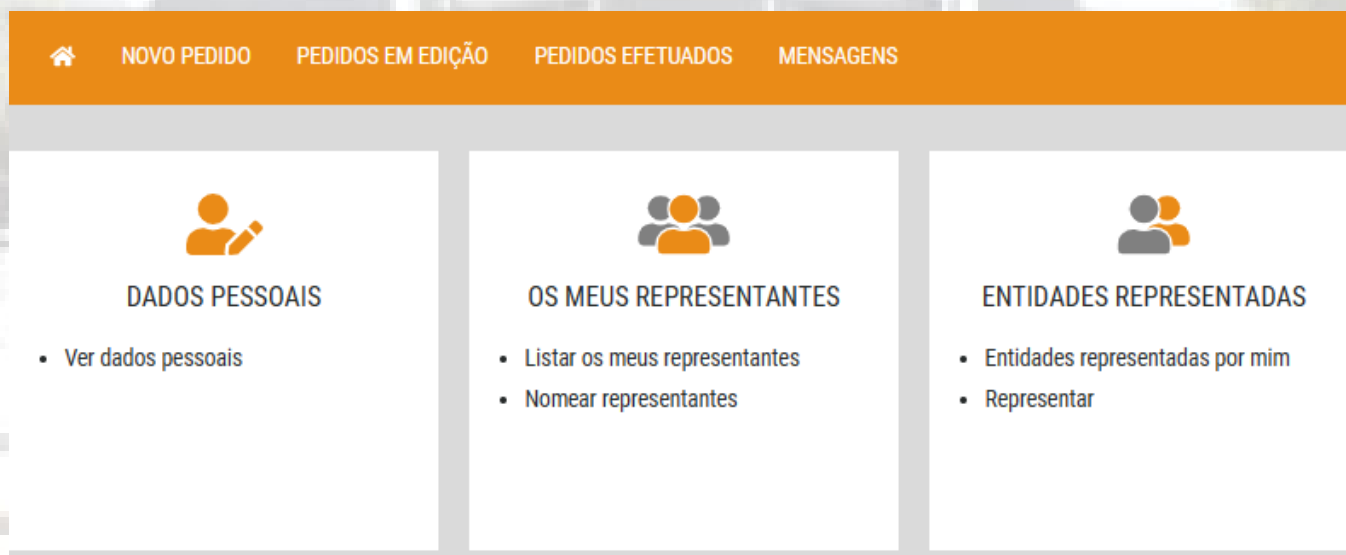 NOVO PEDIDO PEDIDOS EM EDIÇÃO PEDIDOS EFETUADOS MENSAGENS
DADOS PESSOAIS
• Ver dados pessoais
OS MEUS REPRESENTANTES
• Listar os meus representantes
• Nomear representantes
ENTIDADES REPRESENTADAS
• Entidades representadas por mim
• Representar